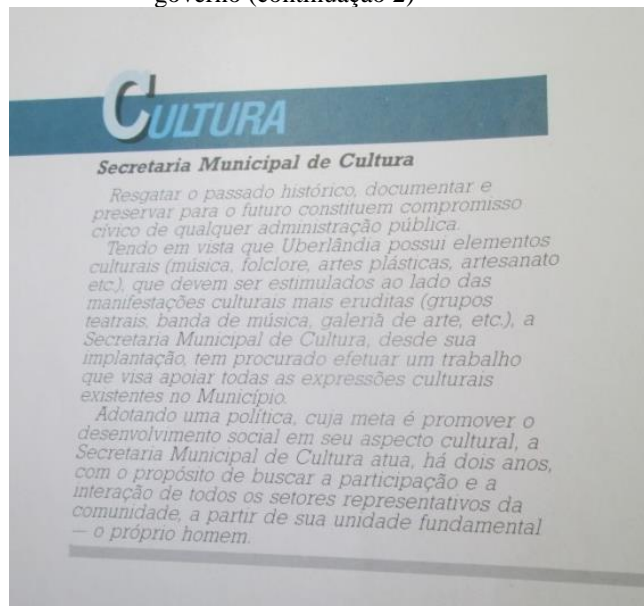 governo (continuação 2)
CULTURA
Secretaria Municipal de Cultura
Resgatar o passado histórico, documentar e
preservar para o futuro constituem compromisso
cívico de qualquer administração pública.
Tendo em vista que Uberlândia possui elementos
culturais (música, folclore, artes plásticas, artesanato
etc.), que devem ser estimulados ao lado das
manifestações culturais mais eruditas (grupos
teatrais, banda de música, galeria de arte, etc.), a
Secretaria Municipal de Cultura, desde sua
implantação, tem procurado efetuar um trabalho
que visa apoiar todas as expressões culturais
existentes no Município.
Adotando uma política, cuja meta é promover o
desenvolvimento social em seu aspecto cultural, a
Secretaria Municipal de Cultura atua, há dois anos,
com o propósito de buscar a participação e a
interação de todos os setores representativos da
comunidade, a partir de sua unidade fundamental
— o próprio homem.